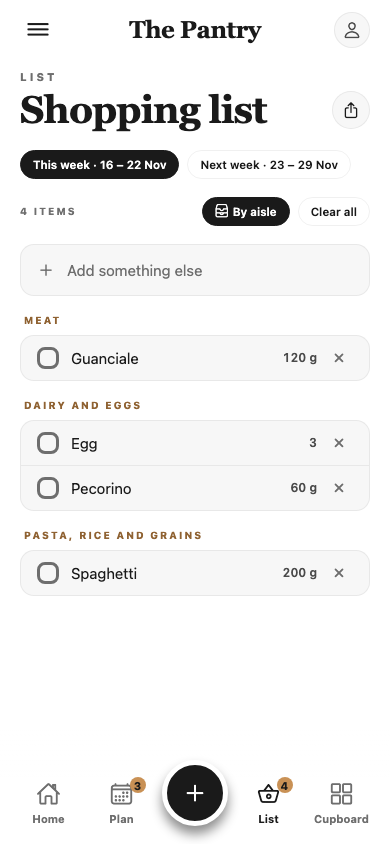 The Pantry
LIST
Shopping list
This week · 16 – 22 Nov
Next week · 23 – 29 Nov
4 ITEMS
By aisle
Clear all
Add something else
MEAT
Guanciale 120 g
DAIRY AND EGGS
Egg 3
Pecorino 60 g
PASTA, RICE AND GRAINS
Spaghetti 200 g
3
4
Home
Plan
List
Cupboard